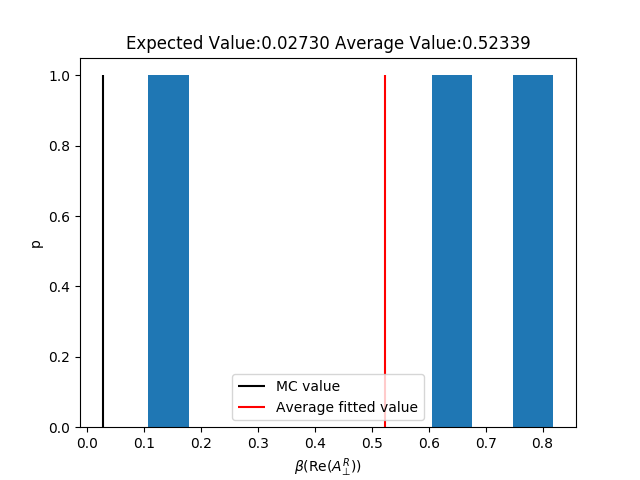 Expected Value:0.02730 Average Value:0.52339
1.0
0.8
0.6
0.4
0.2
0.0
p
MC value
Average fitted value
0.0 0.1 0.2 0.3 0.4 0.5 0.6 0.7 0.8
β(Re(A⊥^R))